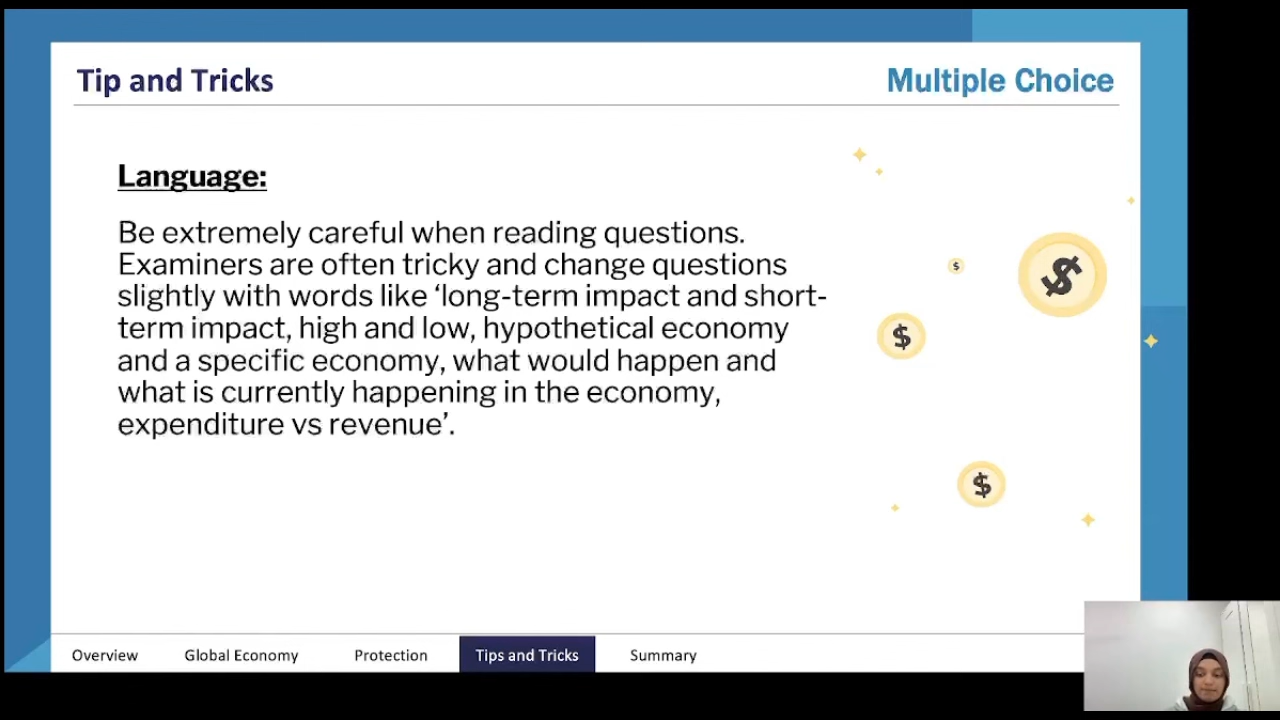 Tip and Tricks
Multiple Choice
Language:
Be extremely careful when reading questions.
Examiners are often tricky and change questions
slightly with words like ‘long-term impact and short-
term impact, high and low, hypothetical economy
and a specific economy, what would happen and
what is currently happening in the economy,
expenditure vs revenue’.
$
$
$
$
Overview
Global Economy
Protection
Tips and Tricks
Summary